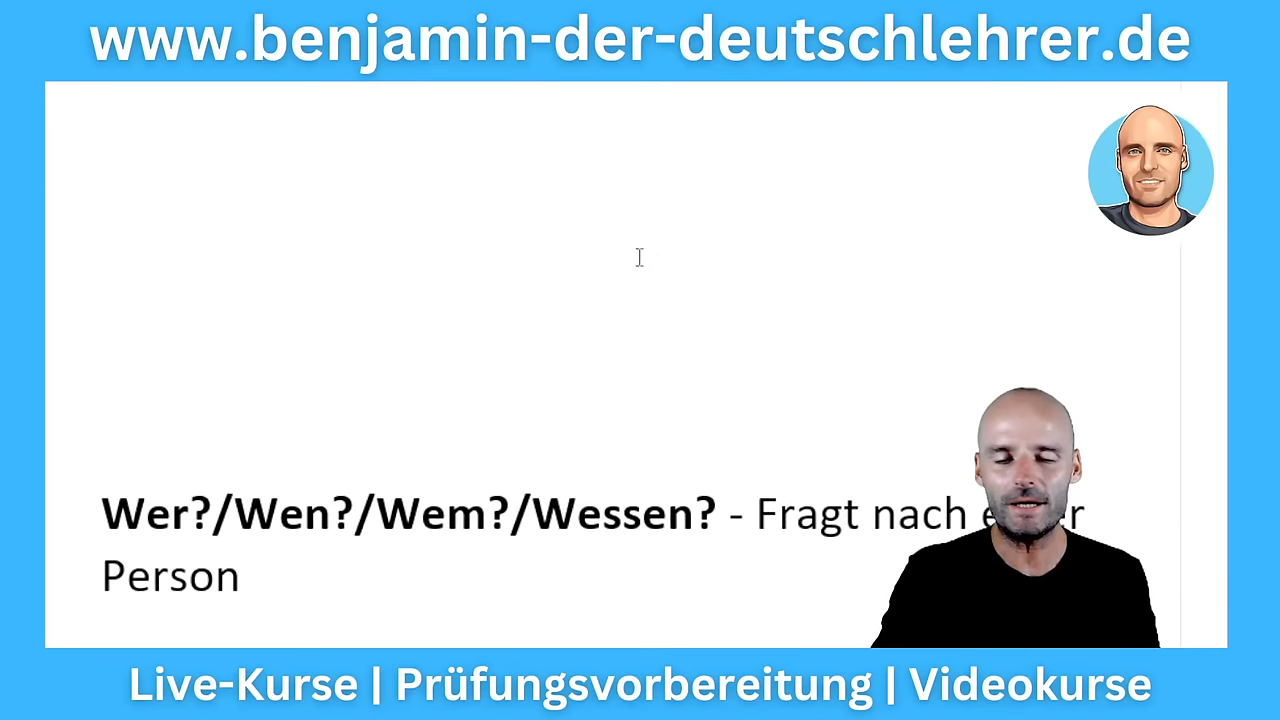 www.benjamin-der-deutschlehrer.de
Wer?/Wen?/Wem?/Wessen? - Fragt nach
Person
Live-Kurse | Prüfungsvorbereitung | Videokurse